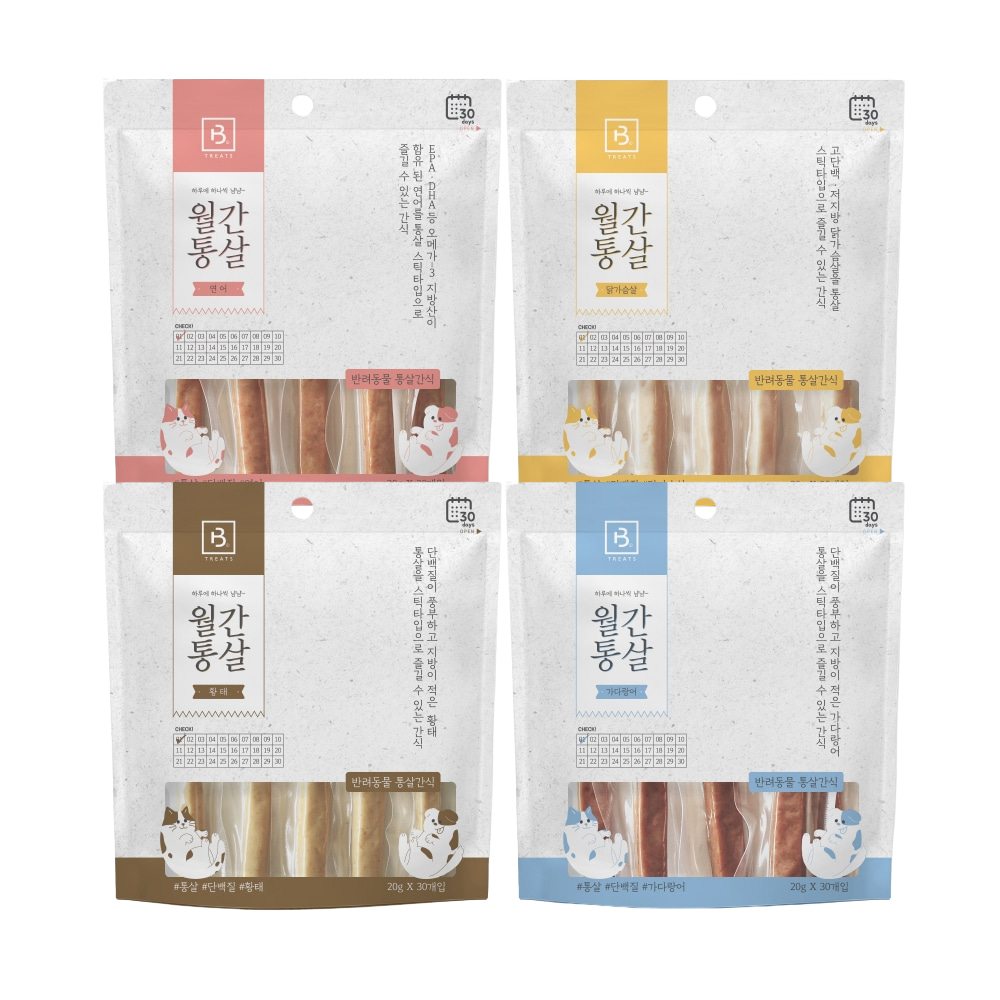 B
TREATS
하루에 하나씩 냠냠~
월간
통살
연어
CHECK!
01 02 03 04 05 06 07 08 09 10
11 12 13 14 15 16 17 18 19 20
21 22 23 24 25 26 27 28 29 30
30
days
OPEN
EPA·DHA 등 오메가-3 지방산이
함유 된 연어를 통살 스틱타입으로
즐길 수 있는 간식
반려동물 통살간식
B
TREATS
하루에 하나씩 냠냠~
월간
통살
닭가슴살
CHECK!
01 02 03 04 05 06 07 08 09 10
11 12 13 14 15 16 17 18 19 20
21 22 23 24 25 26 27 28 29 30
30
days
OPEN
고단백, 저지방 닭가슴살을 통살
스틱타입으로 즐길 수 있는 간식
반려동물 통살간식
B
TREATS
하루에 하나씩 냠냠~
월간
통살
황태
CHECK!
01 02 03 04 05 06 07 08 09 10
11 12 13 14 15 16 17 18 19 20
21 22 23 24 25 26 27 28 29 30
30
days
OPEN
단백질이 풍부하고 지방이 적은 황태
통살을 스틱타입으로 즐길 수 있는 간식
반려동물 통살간식
#통살 #단백질 #황태
20g X 30개입
B
TREATS
하루에 하나씩 냠냠~
월간
통살
가다랑어
CHECK!
01 02 03 04 05 06 07 08 09 10
11 12 13 14 15 16 17 18 19 20
21 22 23 24 25 26 27 28 29 30
30
days
OPEN
단백질이 풍부하고 지방이 적은 가다랑어
통살을 스틱타입으로 즐길 수 있는 간식
반려동물 통살간식
#통살 #단백질 #가다랑어
20g X 30개입